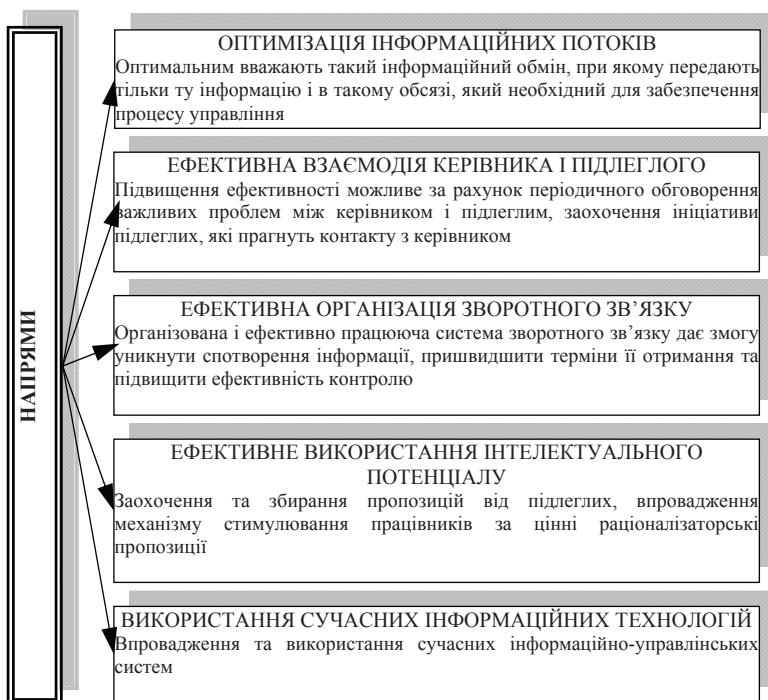 НАПРЯМИ
ОПТИМІЗАЦІЯ ІНФОРМАЦІЙНИХ ПОТОКІВ
Оптимальним вважають такий інформаційний обмін, при якому передають
тільки ту інформацію і в такому обсязі, який необхідний для забезпечення
процесу управління
ЕФЕКТИВНА ВЗАЄМОДІЯ КЕРІВНИКА І ПІДЛЕГЛОГО
Підвищення ефективності можливе за рахунок періодичного обговорення
важливих проблем між керівником і підлеглим, заохочення ініціативи
підлеглих, які прагнуть контакту з керівником
ЕФЕКТИВНА ОРГАНІЗАЦІЯ ЗВОРОТНОГО ЗВ’ЯЗКУ
Організована і ефективно працююча система зворотного зв’язку дає змогу
уникнути спотворення інформації, пришвидшити терміни її отримання та
підвищити ефективність контролю
ЕФЕКТИВНЕ ВИКОРИСТАННЯ ІНТЕЛЕКТУАЛЬНОГО
ПОТЕНЦІАЛУ
Заохочення та збирання пропозицій від підлеглих, впровадження
механізму стимулювання працівників за цінні раціоналізаторські
пропозиції
ВИКОРИСТАННЯ СУЧАСНИХ ІНФОРМАЦІЙНИХ ТЕХНОЛОГІЙ
Впровадження та використання сучасних інформаційно-управлінських
систем